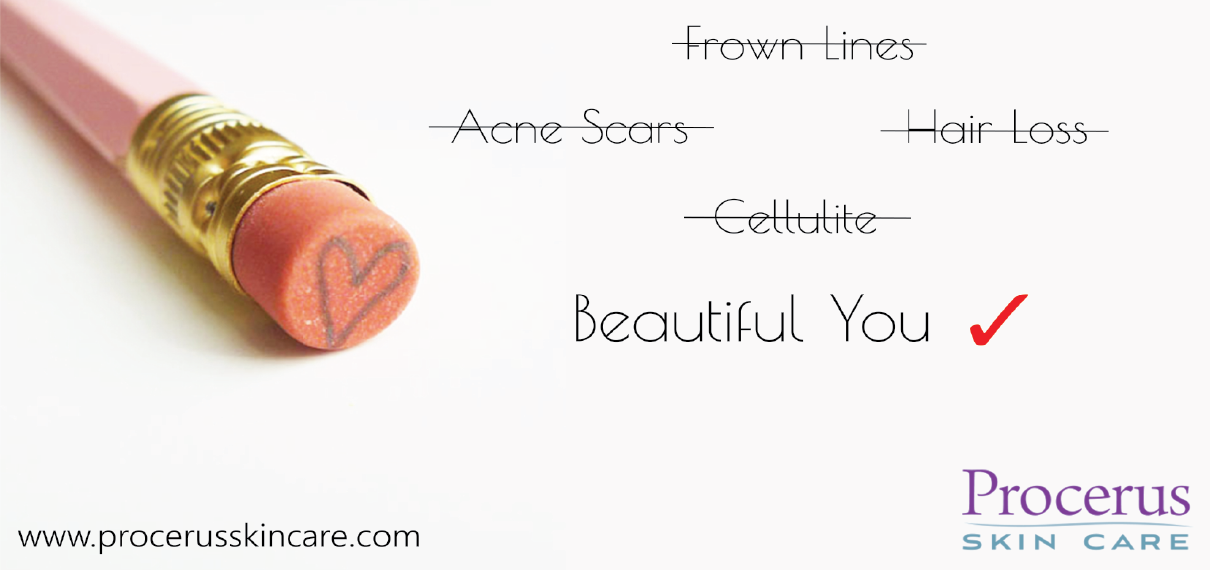 Frown Lines
Acne Scars
Hair Loss
Cellulite
Beautiful You ✓
www.procerusskincare.com
Procerus
SKIN CARE